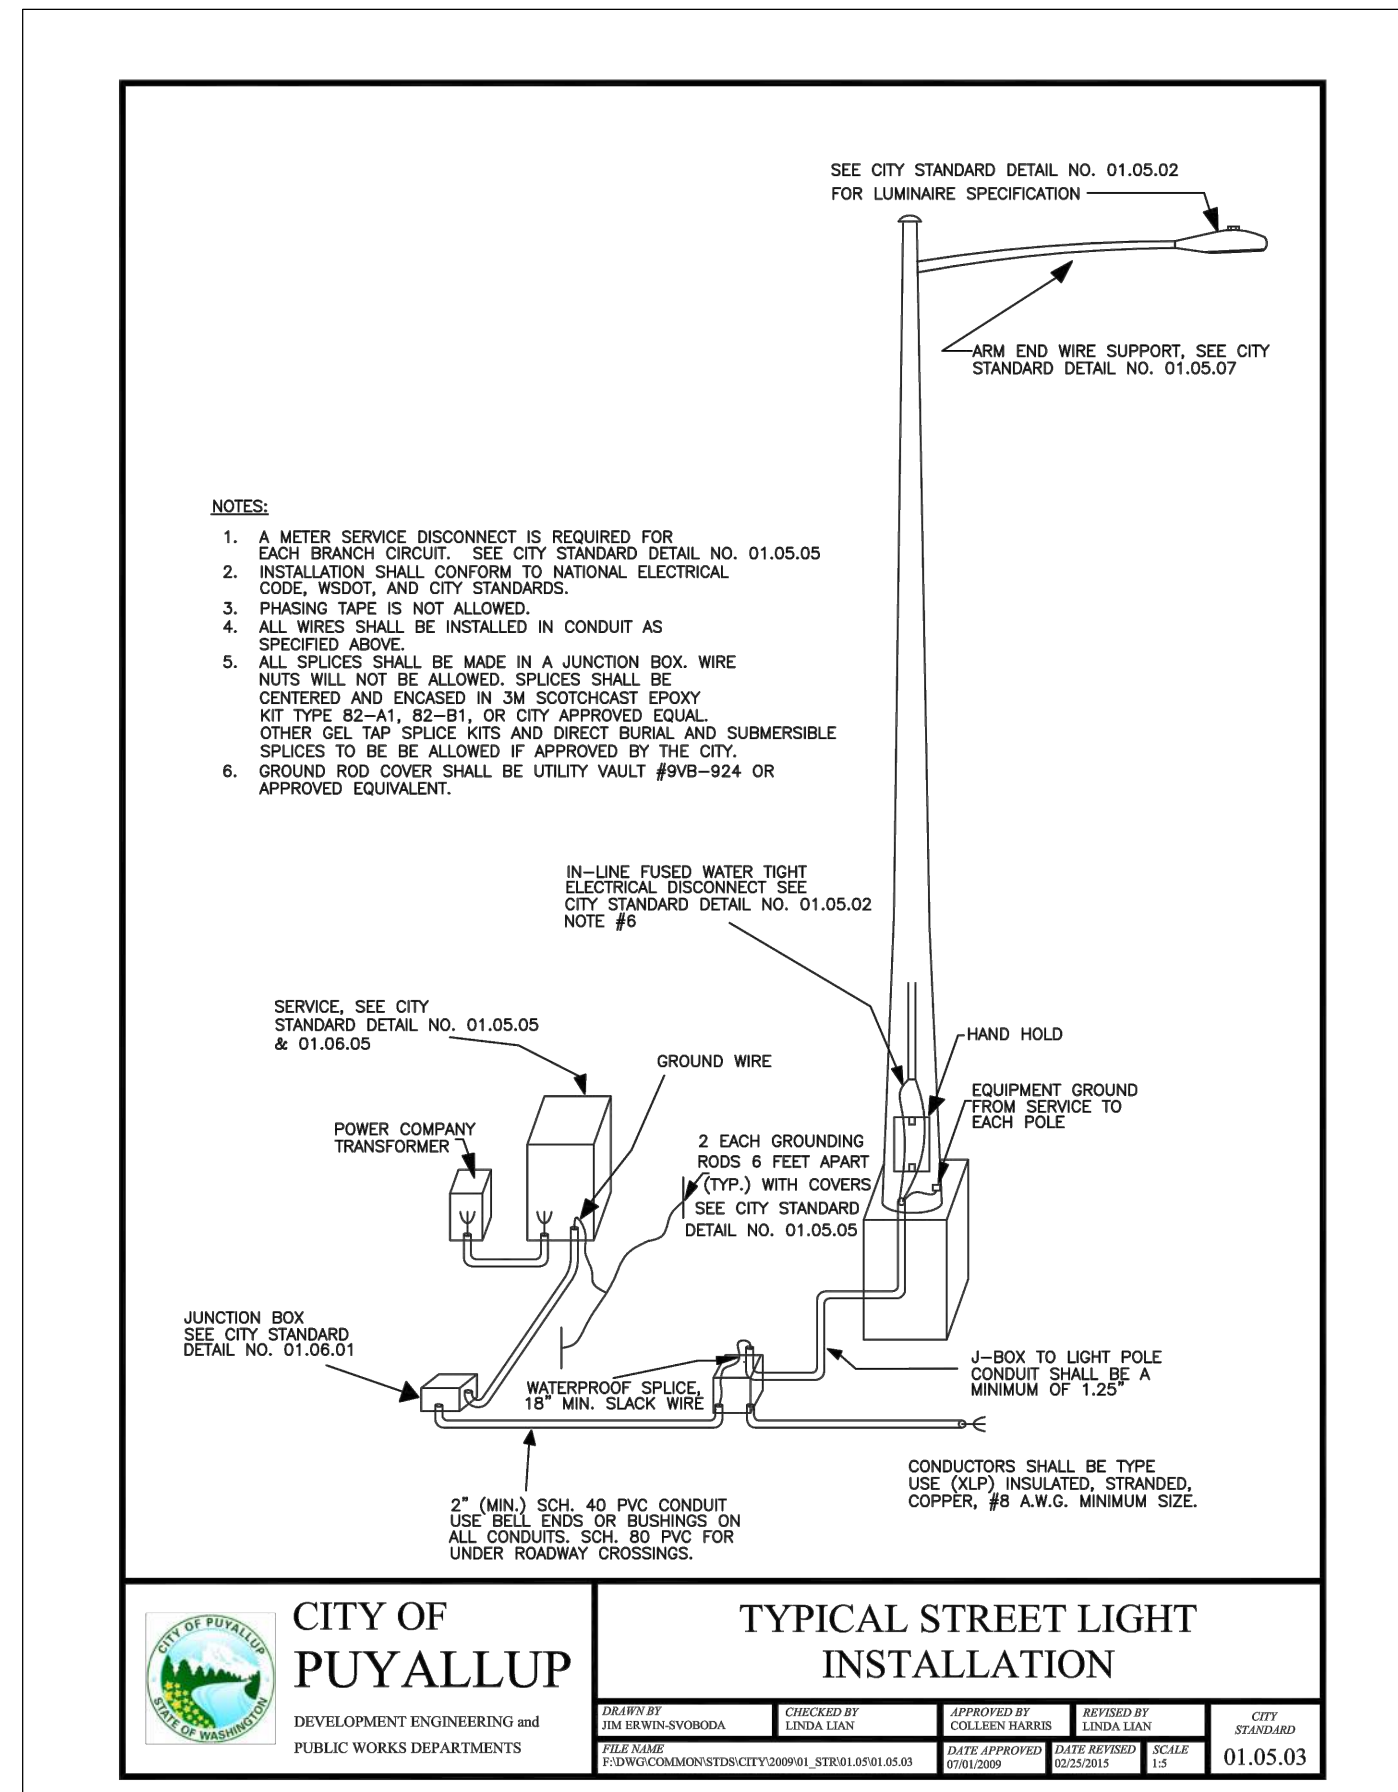 SEE CITY STANDARD DETAIL NO. 01.05.02
FOR LUMINAIRE SPECIFICATION
ARM END WIRE SUPPORT, SEE CITY
STANDARD DETAIL NO. 01.05.07
NOTES:
1. A METER SERVICE DISCONNECT IS REQUIRED FOR
EACH BRANCH CIRCUIT. SEE CITY STANDARD DETAIL NO. 01.05.05
2. INSTALLATION SHALL CONFORM TO NATIONAL ELECTRICAL
CODE, WSDOT, AND CITY STANDARDS.
3. PHASING TAPE IS NOT ALLOWED.
4. ALL WIRES SHALL BE INSTALLED IN CONDUIT AS
SPECIFIED ABOVE.
5. ALL SPLICES SHALL BE MADE IN A JUNCTION BOX. WIRE
NUTS WILL NOT BE ALLOWED. SPLICES SHALL BE
CENTERED AND ENCASED IN 3M SCOTCHCAST EPOXY
KIT TYPE 82-A1, 82-B1, OR CITY APPROVED EQUAL.
OTHER GEL TAP SPLICE KITS AND DIRECT BURIAL AND SUBMERSIBLE
SPLICES TO BE BE ALLOWED IF APPROVED BY THE CITY.
6. GROUND ROD COVER SHALL BE UTILITY VAULT #9VB-924 OR
APPROVED EQUIVALENT.
IN-LINE FUSED WATER TIGHT
ELECTRICAL DISCONNECT SEE
CITY STANDARD DETAIL NO. 01.05.02
NOTE #6
SERVICE, SEE CITY
STANDARD DETAIL NO. 01.05.05
& 01.06.05
GROUND WIRE
HAND HOLD
EQUIPMENT GROUND
FROM SERVICE TO
EACH POLE
POWER COMPANY
TRANSFORMER
2 EACH GROUNDING
RODS 6 FEET APART
(TYP.) WITH COVERS
SEE CITY STANDARD
DETAIL NO. 01.05.05
JUNCTION BOX
SEE CITY STANDARD
DETAIL NO. 01.06.01
WATERPROOF SPLICE,
18" MIN. SLACK WIRE
J-BOX TO LIGHT POLE
CONDUIT SHALL BE A
MINIMUM OF 1.25"
CONDUCTORS SHALL BE TYPE
USE (XLP) INSULATED, STRANDED,
COPPER, #8 A.W.G. MINIMUM SIZE.
2" (MIN.) SCH. 40 PVC CONDUIT
USE BELL ENDS OR BUSHINGS ON
ALL CONDUITS. SCH. 80 PVC FOR
UNDER ROADWAY CROSSINGS.
CITY OF PUYALLUP
STATE OF WASHINGTON
CITY OF
PUYALLUP
DEVELOPMENT ENGINEERING and
PUBLIC WORKS DEPARTMENTS
TYPICAL STREET LIGHT
INSTALLATION
DRAWN BY
JIM ERWIN-SVOBODA
CHECKED BY
LINDA LIAN
APPROVED BY
COLLEEN HARRIS
REVISED BY
LINDA LIAN
FILE NAME
F:\DWG\COMMON\STDS\CITY\2009\01_STR\01.05\01.05.03
DATE APPROVED
07/01/2009
DATE REVISED
02/25/2015
SCALE
1:5
CITY
STANDARD
01.05.03